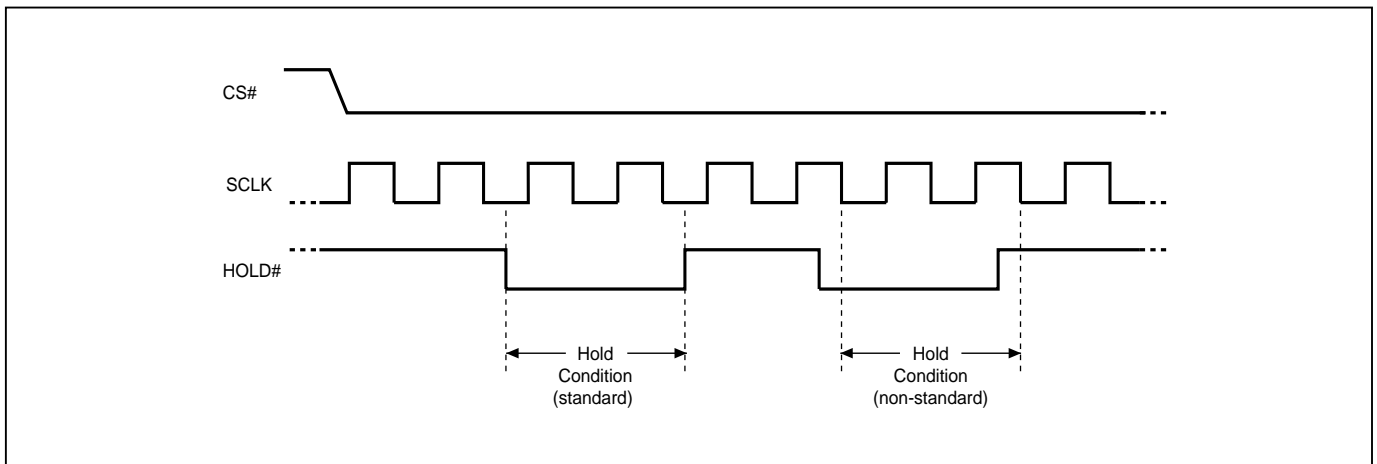 CS#
SCLK
HOLD#
Hold
Condition
(standard)
Hold
Condition
(non-standard)